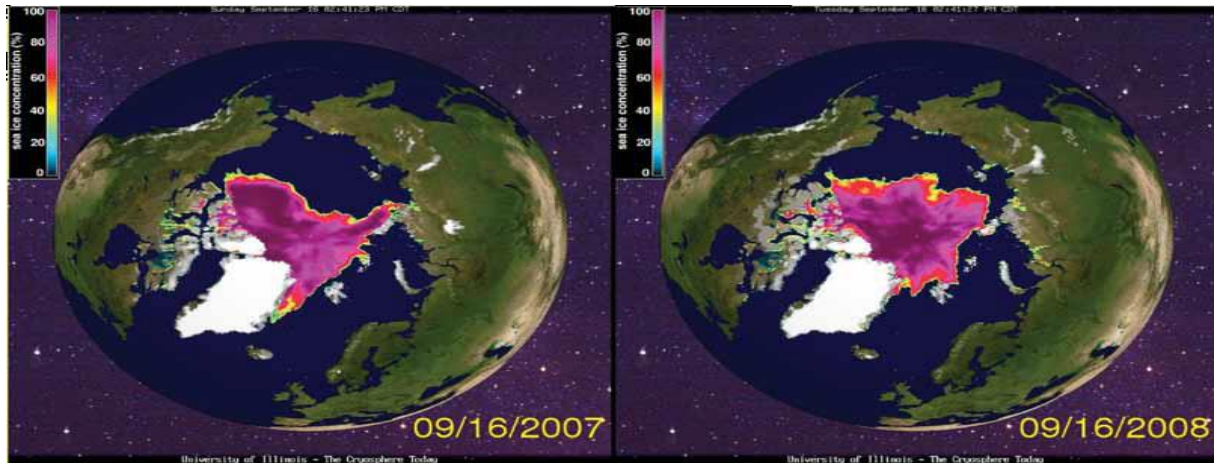 Sunday September 16 02:41:23 PM CDT
100
80
60
40
20
0
sea ice concentration (%)
09/16/2007
University of Illinois - The Cryosphere Today
Tuesday September 16 02:41:27 PM CDT
100
80
60
40
20
0
sea ice concentration (%)
09/16/2008
University of Illinois - The Cryosphere Today